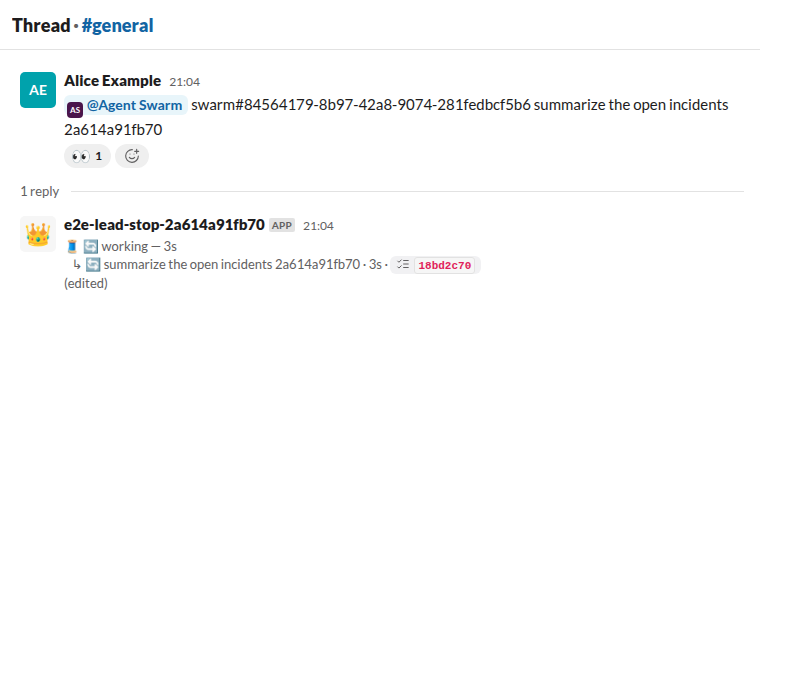 Thread • #general
Alice Example 21:04
AS @Agent Swarm swarm#84564179-8b97-42a8-9074-281fedbcf5b6 summarize the open incidents
2a614a91fb70
1
1 reply
e2e-lead-stop-2a614a91fb70 APP 21:04
working — 3s
↳ summarize the open incidents 2a614a91fb70 · 3s · 18bd2c70
(edited)
AE